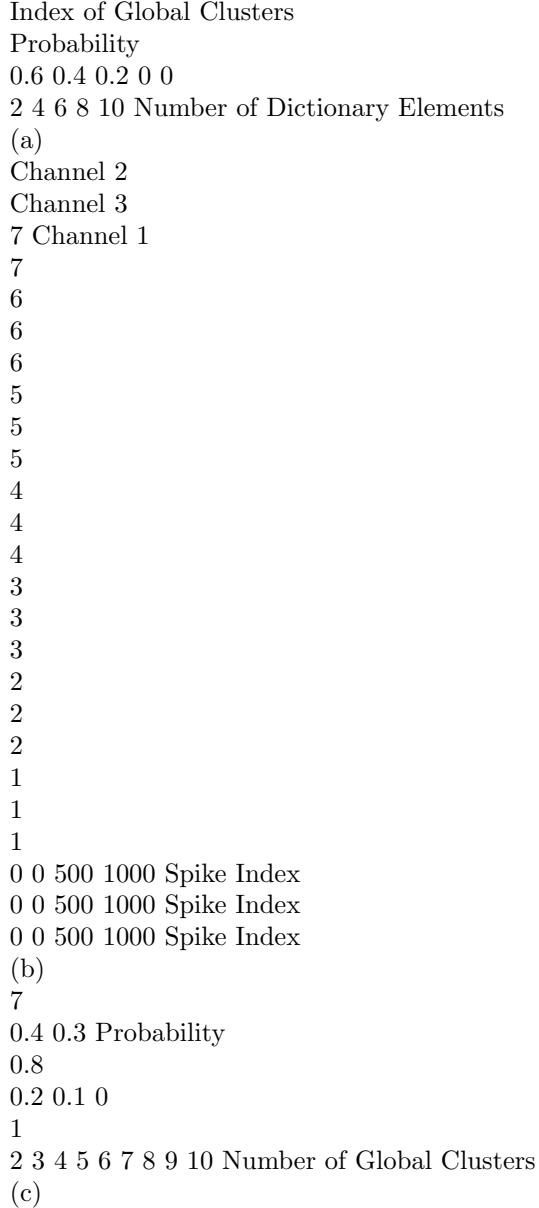 Index of Global Clusters
Probability
0.6 0.4 0.2 0 0
2 4 6 8 10 Number of Dictionary Elements
(a)
Channel 2
Channel 3
7 Channel 1
7
6
6
6
5
5
5
4
4
4
3
3
3
2
2
2
1
1
1
0 0 500 1000 Spike Index
0 0 500 1000 Spike Index
0 0 500 1000 Spike Index
(b)
7
0.4 0.3 Probability
0.8
0.2 0.1 0
1
2 3 4 5 6 7 8 9 10 Number of Global Clusters
(c)